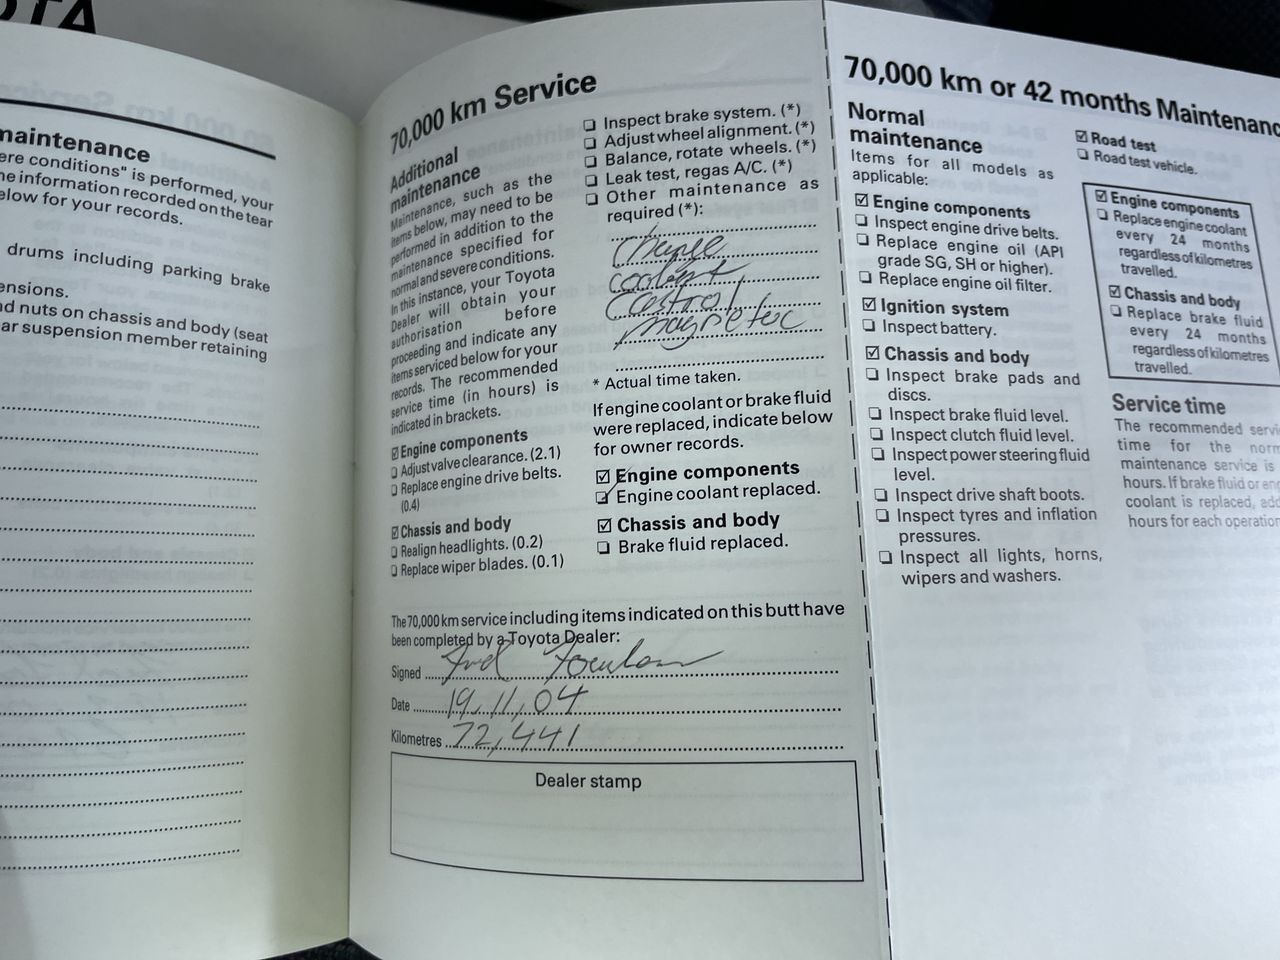 OTA
maintenance
ere conditions" is performed, your
he information recorded on the tear
elow for your records.
drums including parking brake
ensions.
nd nuts on chassis and body (seat
ar suspension member retaining
70,000 km Service
Additional
maintenance
Maintenance, such as the
items below, may need to be
performed in addition to the
maintenance specified for
normal and severe conditions.
In this instance, your Toyota
Dealer will obtain your
authorisation before
proceeding and indicate any
items serviced below for your
records. The recommended
service time (in hours) is
indicated in brackets.
☑ Engine components
❏ Adjust valve clearance. (2.1)
❏ Replace engine drive belts.
(0.4)
☑ Chassis and body
❏ Realign headlights. (0.2)
❏ Replace wiper blades. (0.1)
❏ Inspect brake system. (*)
❏ Adjust wheel alignment. (*)
❏ Balance, rotate wheels. (*)
❏ Leak test, regas A/C. (*)
❏ Other maintenance as
required (*):
Change
coolant
Castrol
magnetec
* Actual time taken.
If engine coolant or brake fluid
were replaced, indicate below
for owner records.
☑ Engine components
☑ Engine coolant replaced.
☑ Chassis and body
❏ Brake fluid replaced.
The 70,000 km service including items indicated on this butt have
been completed by a Toyota Dealer:
Signed
Date 19,11,04
Kilometres 72,441
Dealer stamp
70,000 km or 42 months Maintenanc
Normal
maintenance
Items for all models as
applicable:
☑ Engine components
❏ Inspect engine drive belts.
❏ Replace engine oil (API
grade SG, SH or higher).
❏ Replace engine oil filter.
☑ Ignition system
❏ Inspect battery.
☑ Chassis and body
❏ Inspect brake pads and
discs.
❏ Inspect brake fluid level.
❏ Inspect clutch fluid level.
❏ Inspect power steering fluid
level.
❏ Inspect drive shaft boots.
❏ Inspect tyres and inflation
pressures.
❏ Inspect all lights, horns,
wipers and washers.
☑ Road test
❏ Road test vehicle.
☑ Engine components
❏ Replace engine coolant
every 24 months
regardless of kilometres
travelled.
☑ Chassis and body
❏ Replace brake fluid
every 24 months
regardless of kilometres
travelled.
Service time
The recommended servi
time for the norm
maintenance service is
hours. If brake fluid or eng
coolant is replaced, add
hours for each operation